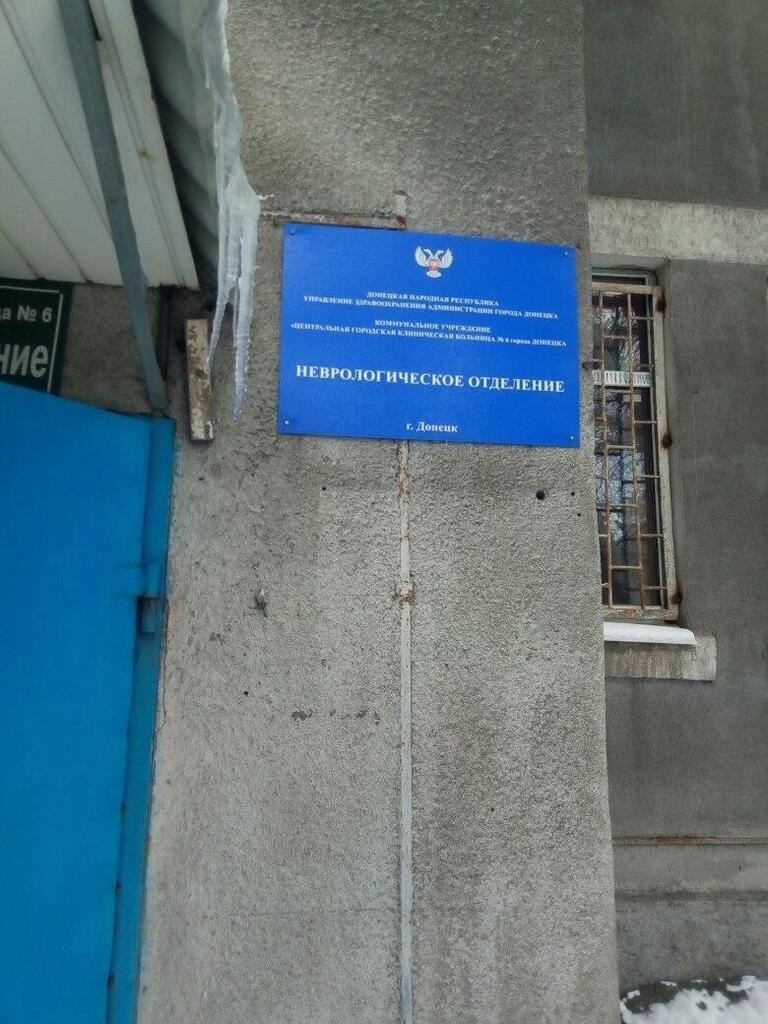 а № 6
ние
ДОНЕЦКАЯ НАРОДНАЯ РЕСПУБЛИКА
УПРАВЛЕНИЕ ЗДРАВООХРАНЕНИЯ АДМИНИСТРАЦИИ ГОРОДА ДОНЕЦКА
КОММУНАЛЬНОЕ УЧРЕЖДЕНИЕ
«ЦЕНТРАЛЬНАЯ ГОРОДСКАЯ КЛИНИЧЕСКАЯ БОЛЬНИЦА № 6 города ДОНЕЦКА
НЕВРОЛОГИЧЕСКОЕ ОТДЕЛЕНИЕ
г. Донецк